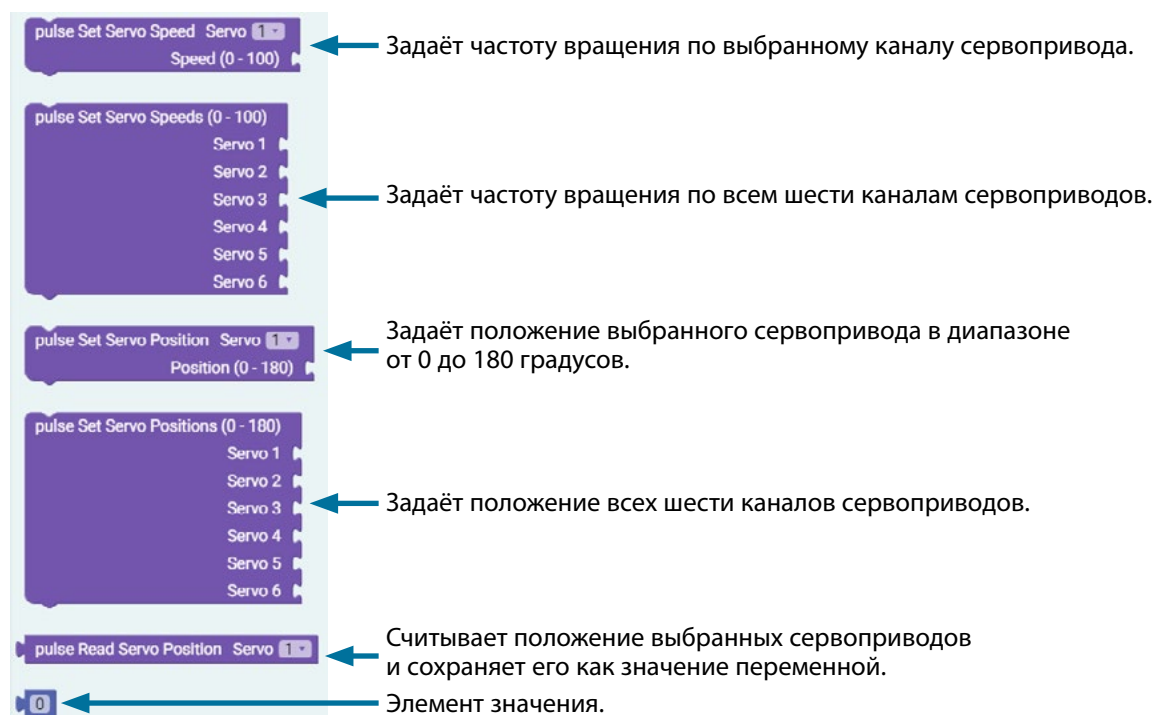 pulse Set Servo Speed Servo 1
Speed (0 - 100)
Задаёт частоту вращения по выбранному каналу сервопривода.
pulse Set Servo Speeds (0 - 100)
Servo 1
Servo 2
Servo 3
Servo 4
Servo 5
Servo 6
Задаёт частоту вращения по всем шести каналам сервоприводов.
pulse Set Servo Position Servo 1
Position (0 - 180)
Задаёт положение выбранного сервопривода в диапазоне
от 0 до 180 градусов.
pulse Set Servo Positions (0 - 180)
Servo 1
Servo 2
Servo 3
Servo 4
Servo 5
Servo 6
Задаёт положение всех шести каналов сервоприводов.
pulse Read Servo Position Servo 1
Считывает положение выбранных сервоприводов
и сохраняет его как значение переменной.
0
Элемент значения.